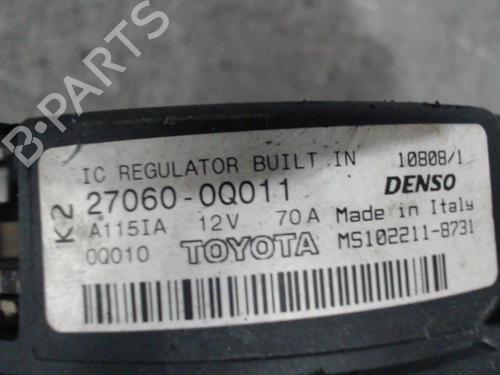 B-PARTS
IC REGULATOR BUILT IN 10808/1
K2 27060-0Q011 DENSO
A115IA 12V 70A Made in Italy
0Q010 TOYOTA MS102211-8731